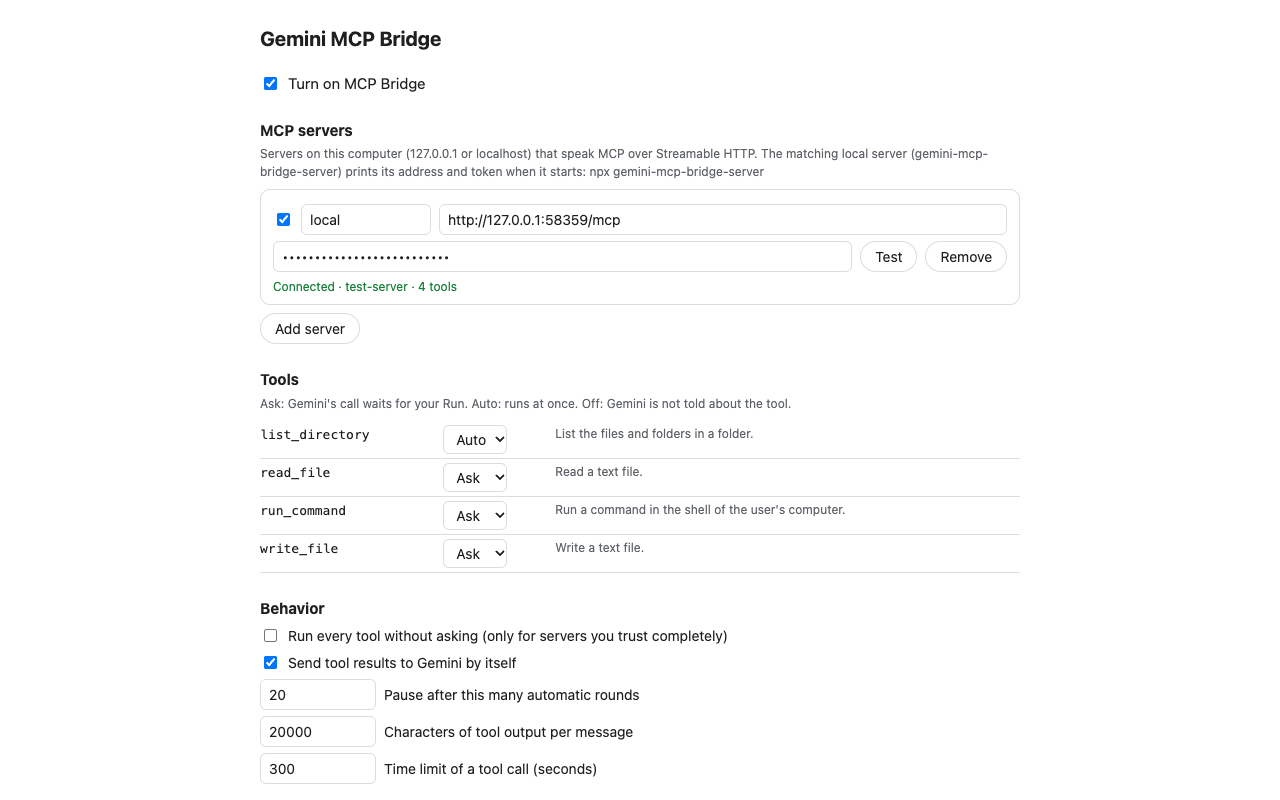 Gemini MCP Bridge
Turn on MCP Bridge
MCP servers
Servers on this computer (127.0.0.1 or localhost) that speak MCP over Streamable HTTP. The matching local server (gemini-mcp-
bridge-server) prints its address and token when it starts: npx gemini-mcp-bridge-server
local http://127.0.0.1:58359/mcp
•••••••••••••••••••••••••• Test Remove
Connected · test-server · 4 tools
Add server
Tools
Ask: Gemini's call waits for your Run. Auto: runs at once. Off: Gemini is not told about the tool.
list_directory Auto List the files and folders in a folder.
read_file Ask Read a text file.
run_command Ask Run a command in the shell of the user's computer.
write_file Ask Write a text file.
Behavior
Run every tool without asking (only for servers you trust completely)
Send tool results to Gemini by itself
20 Pause after this many automatic rounds
20000 Characters of tool output per message
300 Time limit of a tool call (seconds)